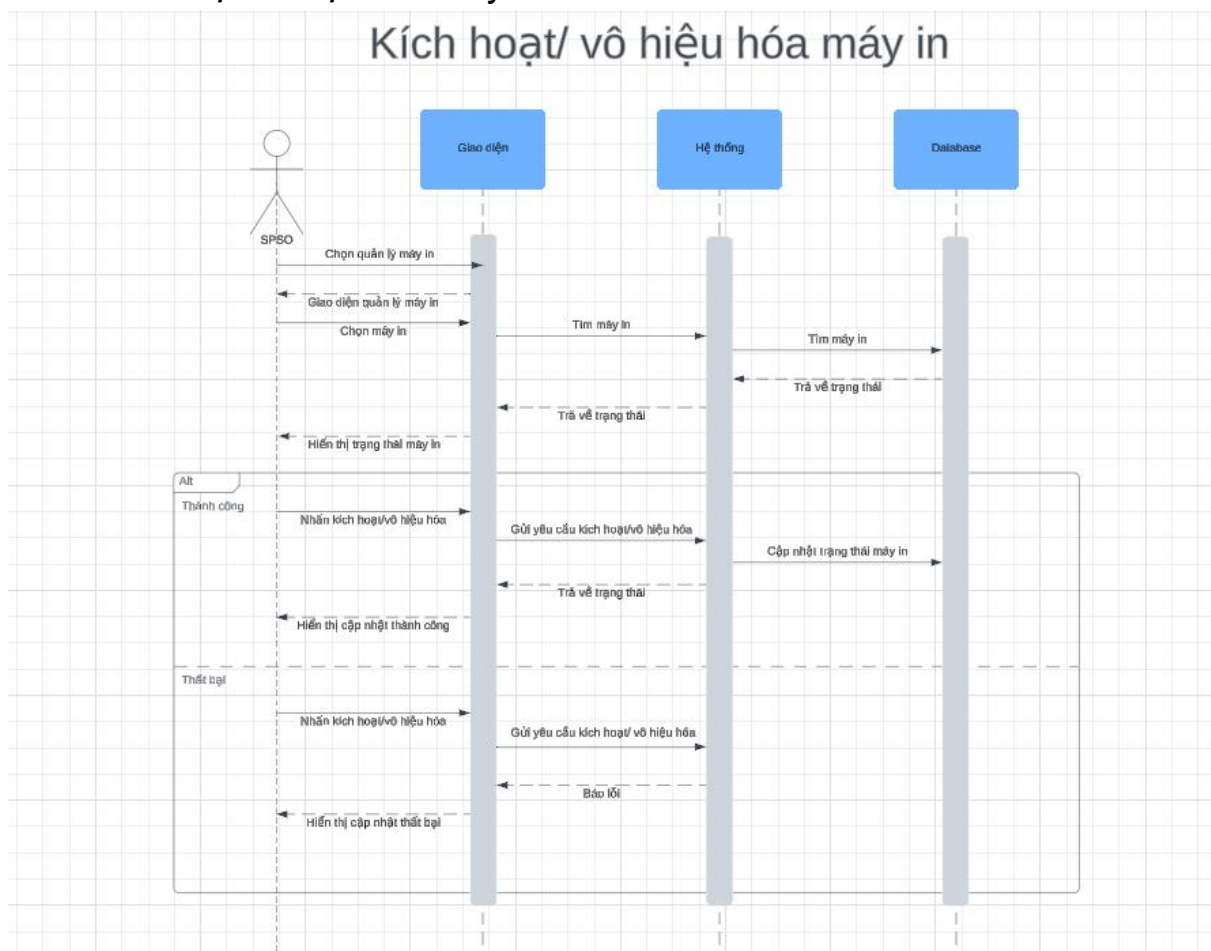 Kích hoạt/ vô hiệu hóa máy in
Giao diện
Hệ thống
Database
SPSO
Chọn quản lý máy in
Giao diện quản lý máy in
Chọn máy in
Tìm máy in
Tìm máy in
Trả về trạng thái
Trả về trạng thái
Hiển thị trạng thái máy in
Alt
Thành công
Nhấn kích hoạt/vô hiệu hóa
Gửi yêu cầu kích hoạt/vô hiệu hóa
Cập nhật trạng thái máy in
Trả về trạng thái
Hiển thị cập nhật thành công
Thất bại
Nhấn kích hoạt/vô hiệu hóa
Gửi yêu cầu kích hoạt/ vô hiệu hóa
Báo lỗi
Hiển thị cập nhật thất bại